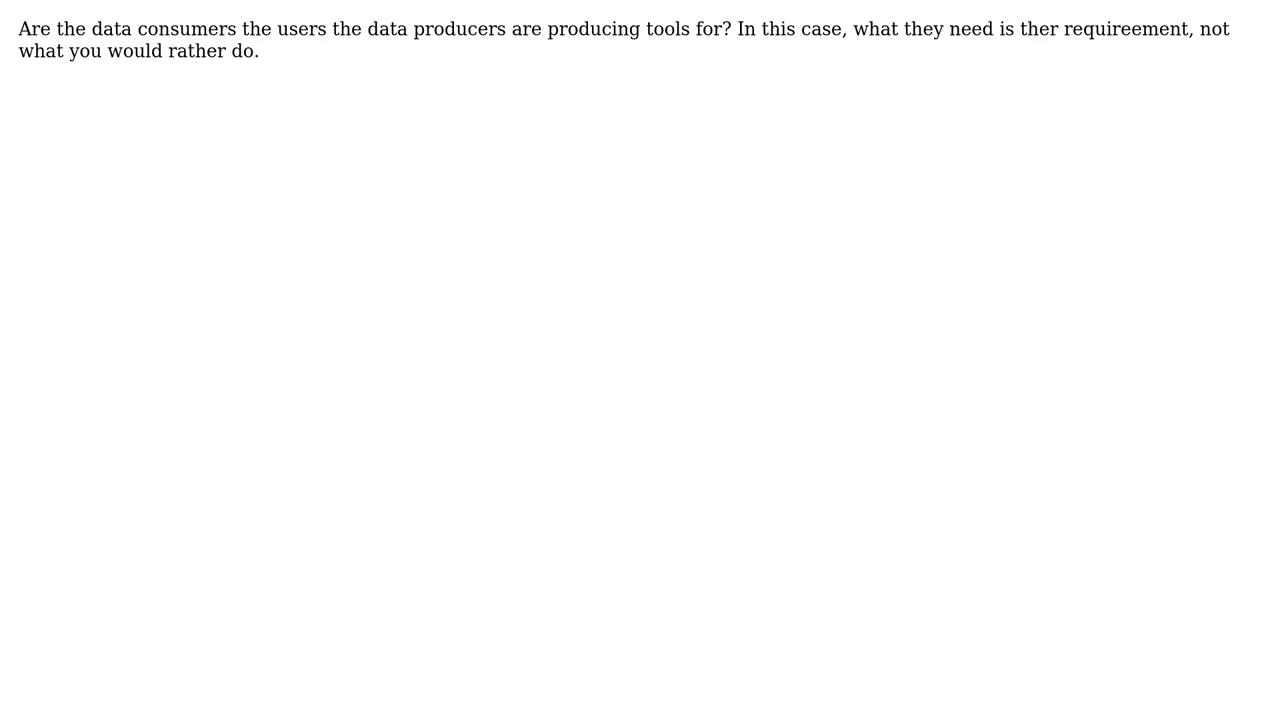 Are the data consumers the users the data producers are producing tools for? In this case, what they need is ther requireement, not
what you would rather do.